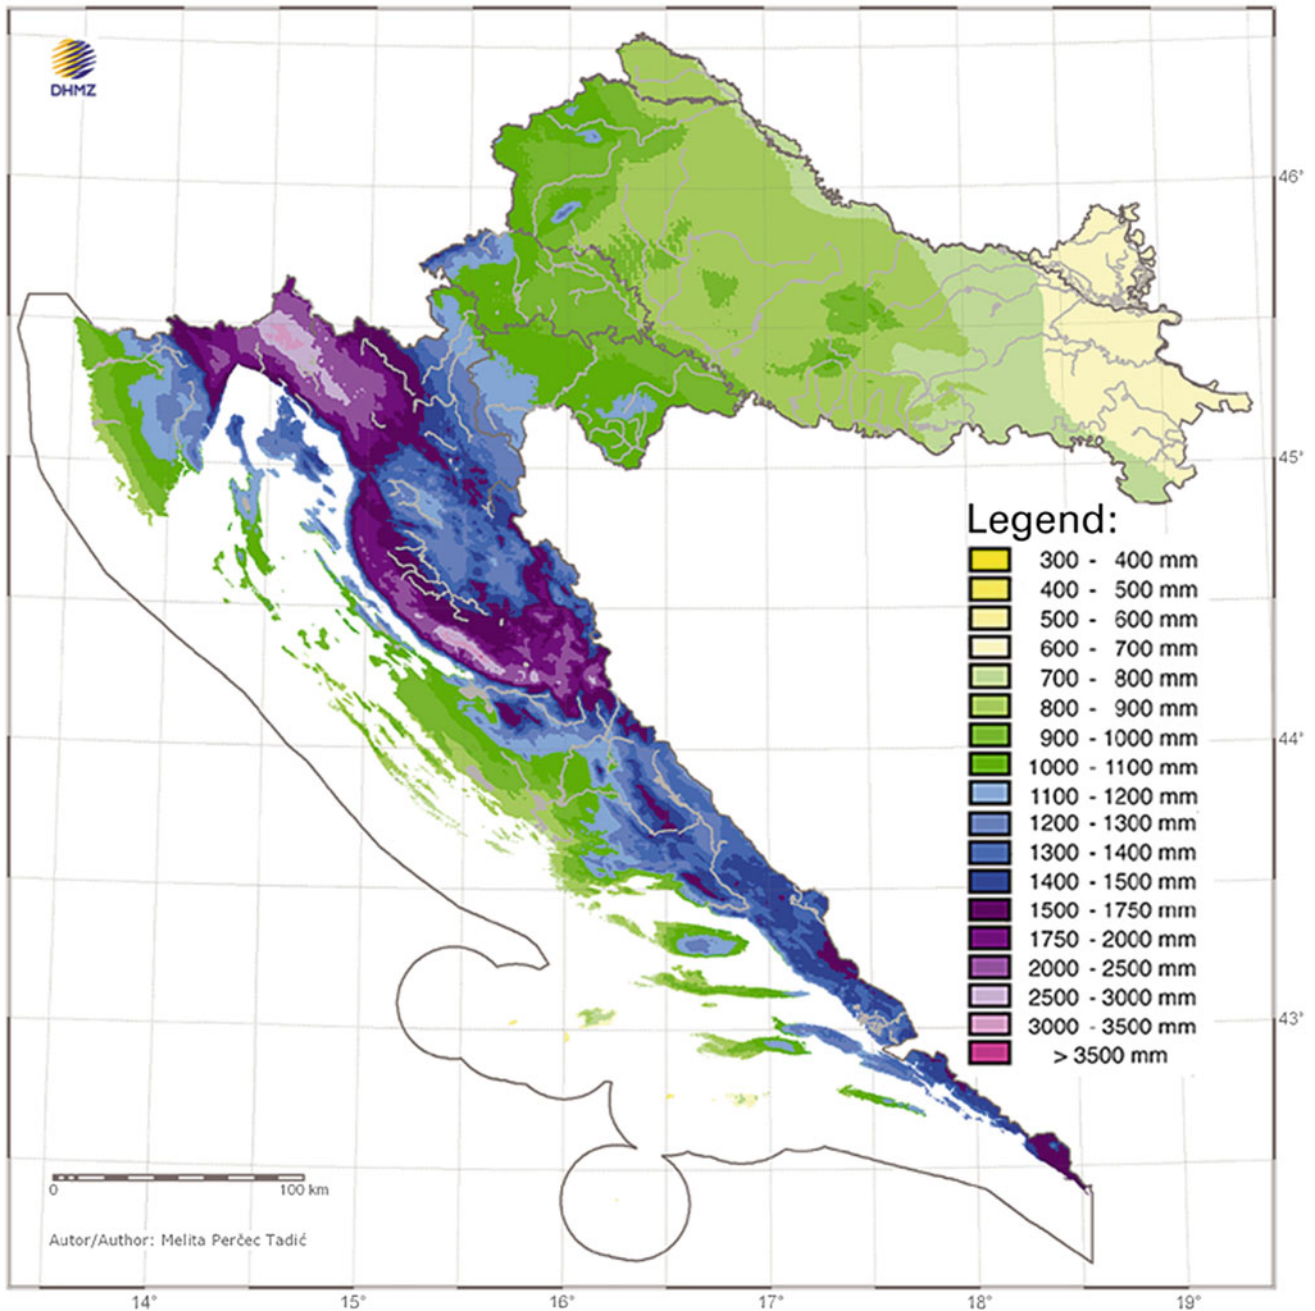 DHMZ
46°
45°
Legend:
300 - 400 mm
400 - 500 mm
500 - 600 mm
600 - 700 mm
700 - 800 mm
800 - 900 mm
900 - 1000 mm
1000 - 1100 mm
1100 - 1200 mm
1200 - 1300 mm
1300 - 1400 mm
1400 - 1500 mm
1500 - 1750 mm
1750 - 2000 mm
2000 - 2500 mm
2500 - 3000 mm
3000 - 3500 mm
> 3500 mm
44°
43°
0 100 km
Autor/Author: Melita Perčec Tadić
14° 15° 16° 17° 18° 19°